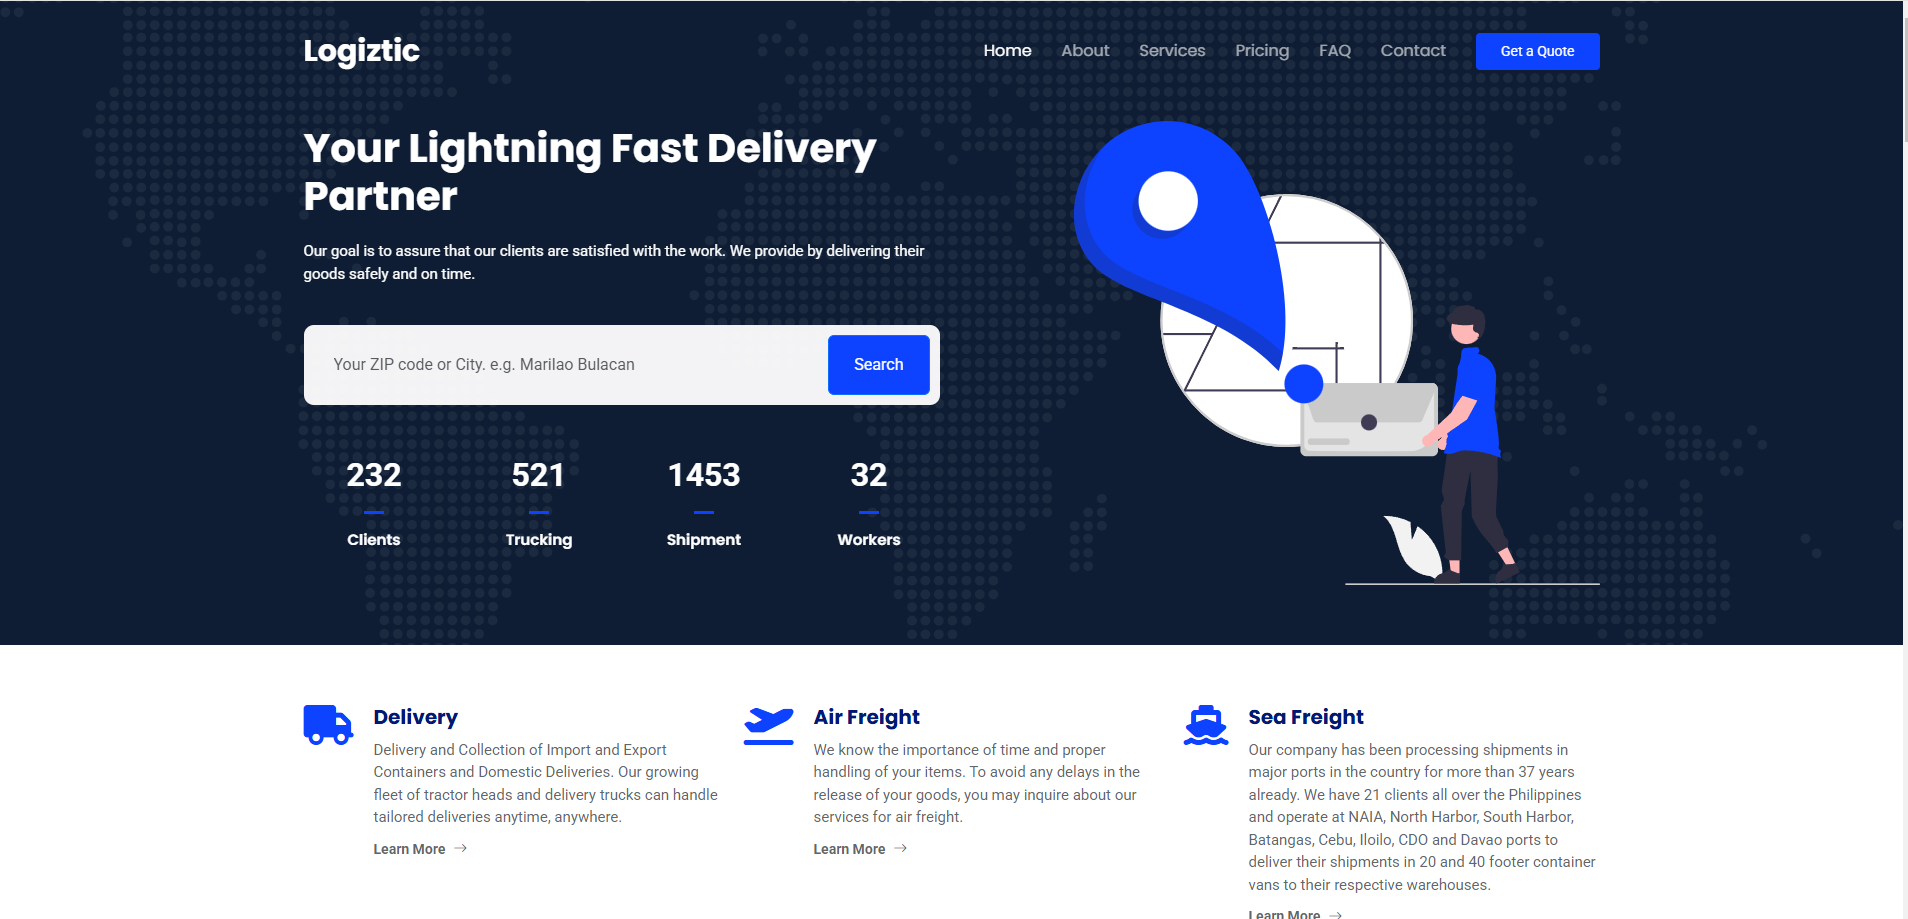 Logiztic
Home About Services Pricing FAQ Contact Get a Quote
Your Lightning Fast Delivery
Partner
Our goal is to assure that our clients are satisfied with the work. We provide by delivering their
goods safely and on time.
Your ZIP code or City. e.g. Marilao Bulacan
Search
232 521 1453 32
Clients Trucking Shipment Workers
Delivery
Delivery and Collection of Import and Export
Containers and Domestic Deliveries. Our growing
fleet of tractor heads and delivery trucks can handle
tailored deliveries anytime, anywhere.
Learn More →
Air Freight
We know the importance of time and proper
handling of your items. To avoid any delays in the
release of your goods, you may inquire about our
services for air freight.
Learn More →
Sea Freight
Our company has been processing shipments in
major ports in the country for more than 37 years
already. We have 21 clients all over the Philippines
and operate at NAIA, North Harbor, South Harbor,
Batangas, Cebu, Iloilo, CDO and Davao ports to
deliver their shipments in 20 and 40 footer container
vans to their respective warehouses.
Learn More →